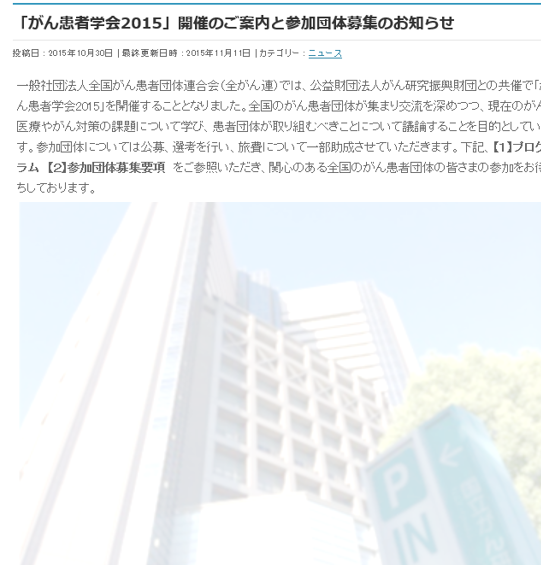 「がん患者学会2015」開催のご案内と参加団体募集のお知らせ
投稿日 : 2015年10月30日 | 最終更新日時 : 2015年11月11日 | カテゴリー : ニュース
一般社団法人全国がん患者団体連合会(全がん連)では、公益財団法人がん研究振興財団との共催で「が
ん患者学会2015」を開催することとなりました。全国のがん患者団体が集まり交流を深めつつ、現在のがん
医療やがん対策の課題について学び、患者団体が取り組むべきことについて議論することを目的としてい
す。参加団体については公募、選考を行い、旅費について一部助成させていただきます。下記、【1】プログ
ラム 【2】参加団体募集要項 をご参照いただき、関心のある全国のがん患者団体の皆さまの参加をお待
ちしております。
P
IN